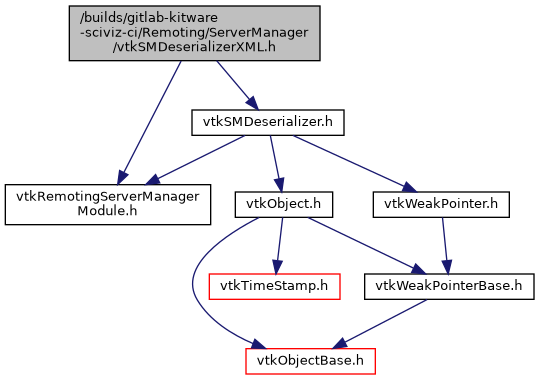 /builds/gitlab-kitware
-sciviz-ci/Remoting/ServerManager
/vtkSMDeserializerXML.h
vtkSMDeserializer.h
vtkRemotingServerManager
Module.h
vtkObject.h
vtkWeakPointer.h
vtkTimeStamp.h
vtkWeakPointerBase.h
vtkObjectBase.h